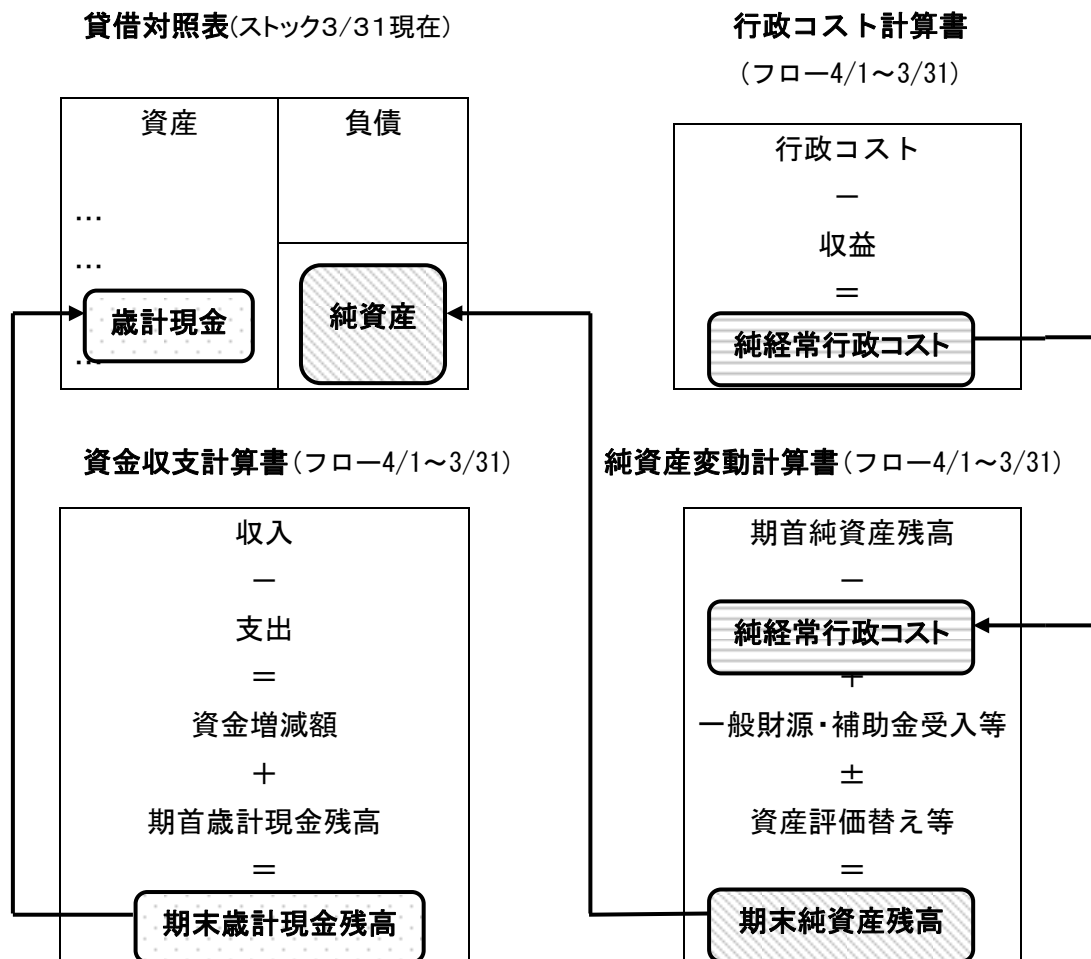 貸借対照表(ストック3/31現在)
資産
負債
…
…
歳計現金
…
純資産
行政コスト計算書
(フロー4/1～3/31)
行政コスト
－
収益
＝
純経常行政コスト
資金収支計算書(フロー4/1～3/31)
収入
－
支出
＝
資金増減額
＋
期首歳計現金残高
＝
期末歳計現金残高
純資産変動計算書(フロー4/1～3/31)
期首純資産残高
－
純経常行政コスト
＋
一般財源・補助金受入等
±
資産評価替え等
＝
期末純資産残高